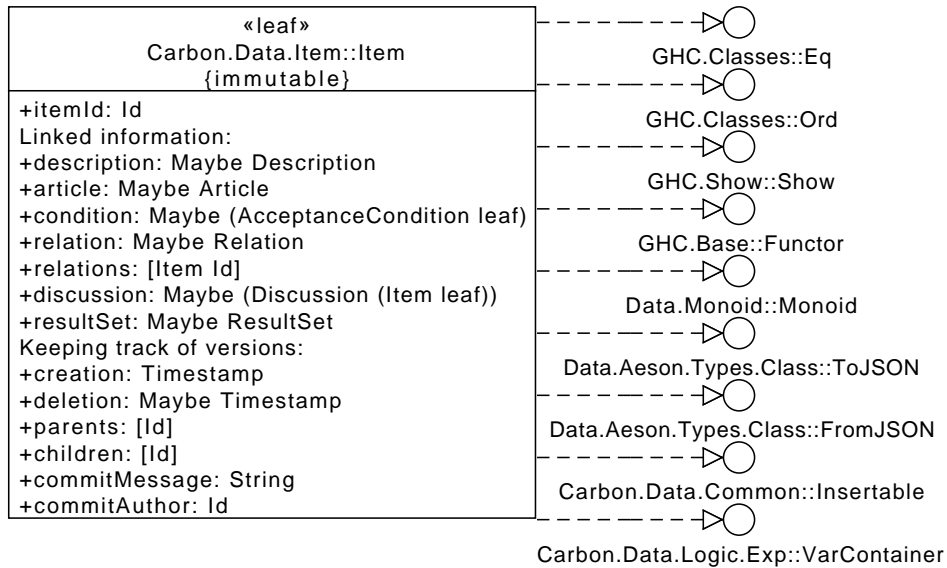 «leaf»
Carbon.Data.Item::Item
{immutable}
+itemId: Id
Linked information:
+description: Maybe Description
+article: Maybe Article
+condition: Maybe (AcceptanceCondition leaf)
+relation: Maybe Relation
+relations: [Item Id]
+discussion: Maybe (Discussion (Item leaf))
+resultSet: Maybe ResultSet
Keeping track of versions:
+creation: Timestamp
+deletion: Maybe Timestamp
+parents: [Id]
+children: [Id]
+commitMessage: String
+commitAuthor: Id
GHC.Classes::Eq
GHC.Classes::Ord
GHC.Show::Show
GHC.Base::Functor
Data.Monoid::Monoid
Data.Aeson.Types.Class::ToJSON
Data.Aeson.Types.Class::FromJSON
Carbon.Data.Common::Insertable
Carbon.Data.Logic.Exp::VarContainer